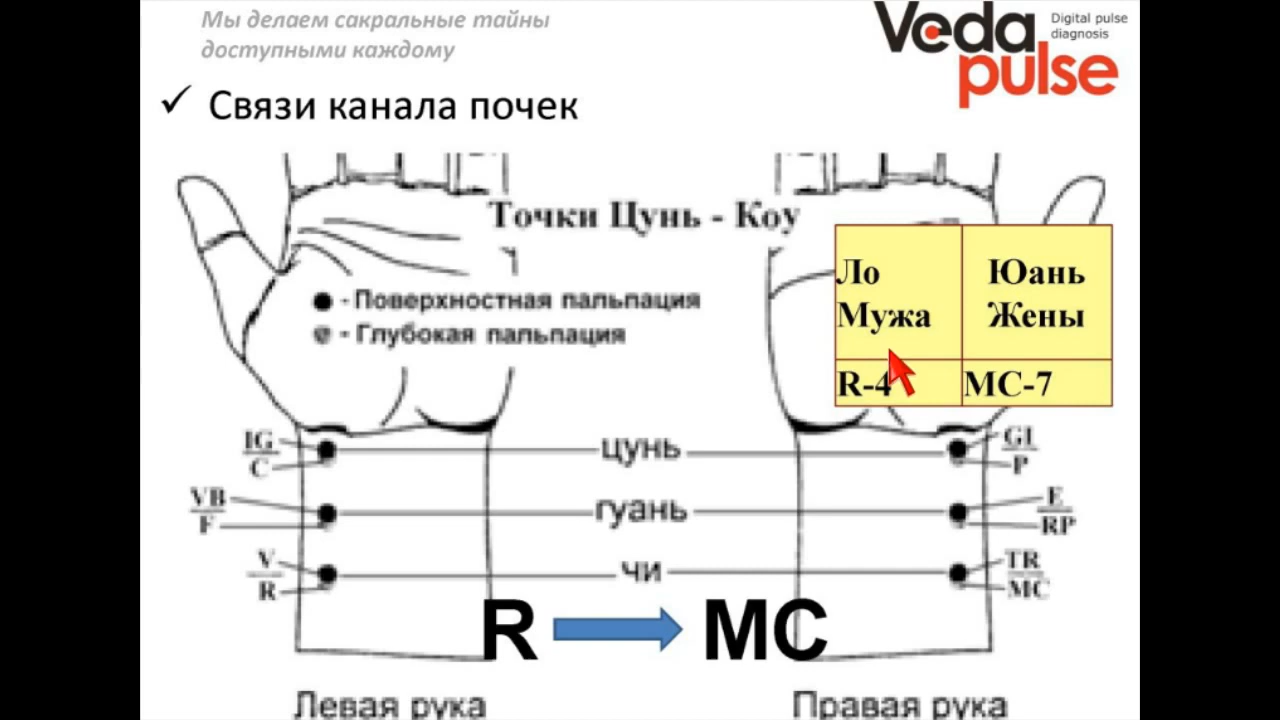 Мы делаем сакральные тайны
доступными каждому
Veda
pulse
Digital pulse
diagnosis
✓ Связи канала почек
Точки Цунь - Коу
- Поверхностная пальпация
- Глубокая пальпация
Ло
Мужа
Юань
Жены
R-4
MC-7
IG
C
цунь
GI
P
VB
F
гуань
E
RP
V
R
чи
TR
MC
R
MC
Левая рука
Правая рука